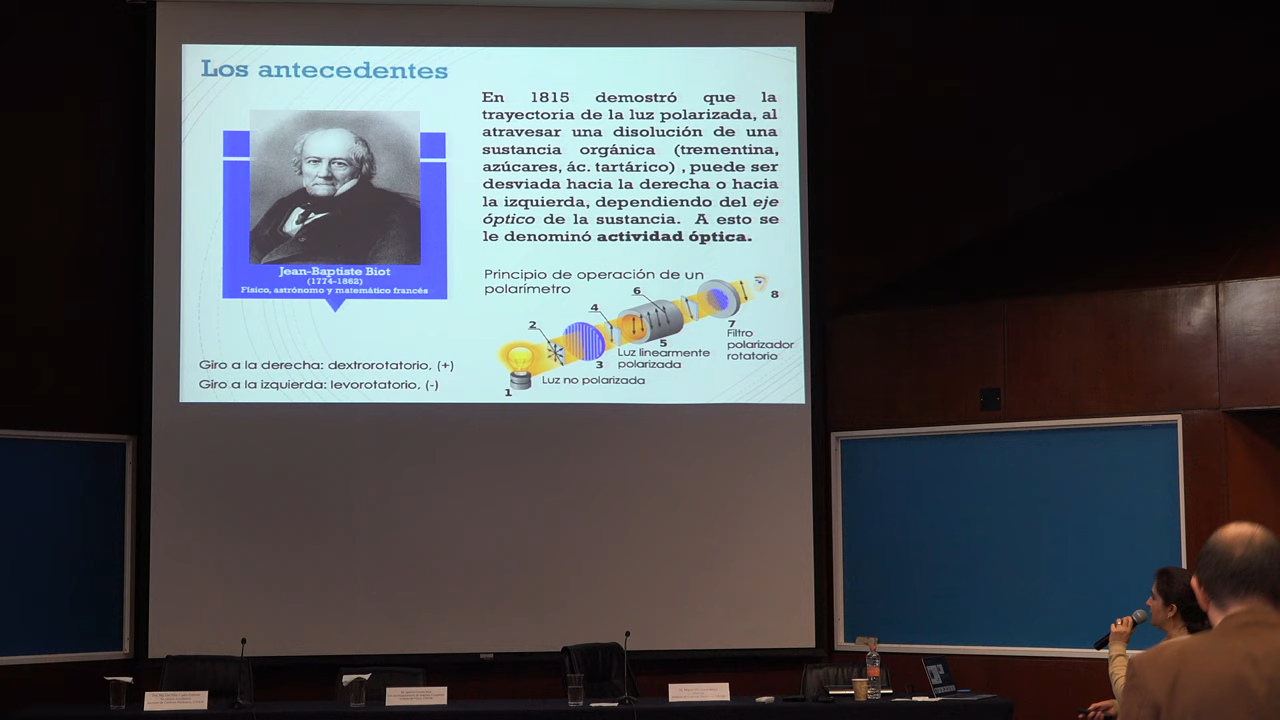 Los antecedentes
En 1815 demostró que la
trayectoria de la luz polarizada, al
atravesar una disolución de una
sustancia orgánica (trementina,
azúcares, ác. tartárico) , puede ser
desviada hacia la derecha o hacia
la izquierda, dependiendo del eje
óptico de la sustancia. A esto se
le denominó actividad óptica.
Jean-Baptiste Biot
(1774-1862)
Físico, astrónomo y matemático francés
Principio de operación de un
polarímetro
1
2
3
4
5
6
7
8
Luz no polarizada
Luz linearmente
polarizada
Filtro
polarizador
rotatorio
Giro a la derecha: dextrorotatorio, (+)
Giro a la izquierda: levorotatorio, (-)